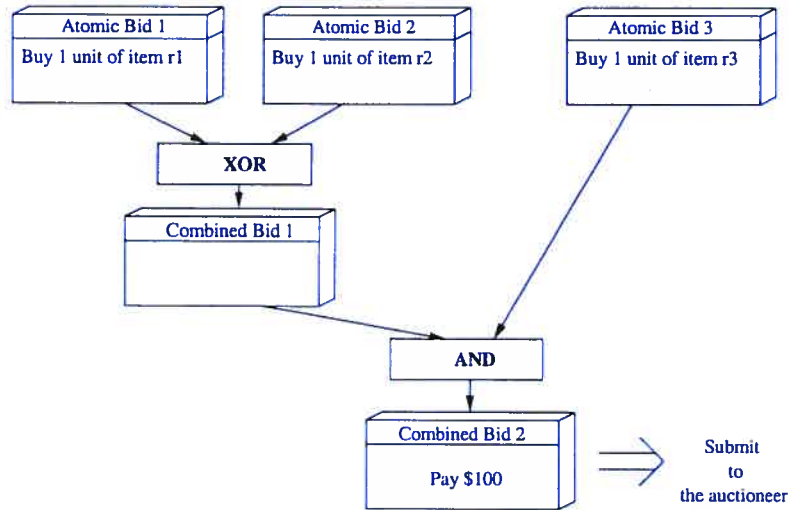 Atomic Bid 1
Buy 1 unit of item r1
Atomic Bid 2
Buy 1 unit of item r2
Atomic Bid 3
Buy 1 unit of item r3
XOR
Combined Bid 1
AND
Combined Bid 2
Pay $100
Submit
to
the auctioneer